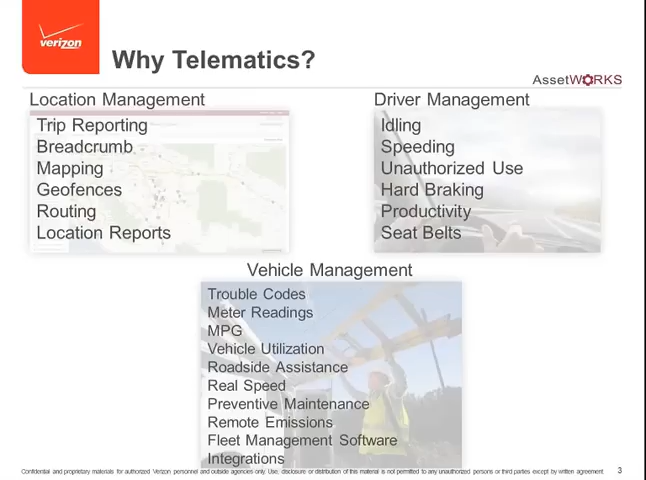 verizon
Why Telematics?
AssetWORKS
Location Management
Trip Reporting
Breadcrumb
Mapping
Geofences
Routing
Location Reports
Driver Management
Idling
Speeding
Unauthorized Use
Hard Braking
Productivity
Seat Belts
Vehicle Management
Trouble Codes
Meter Readings
MPG
Vehicle Utilization
Roadside Assistance
Real Speed
Preventive Maintenance
Remote Emissions
Fleet Management Software
Integrations
Confidential and proprietary materials for authorized Verizon personnel and outside agencies only. Use, disclosure or distribution of this material is not permitted to any unauthorized persons or third parties except by written agreement.
3